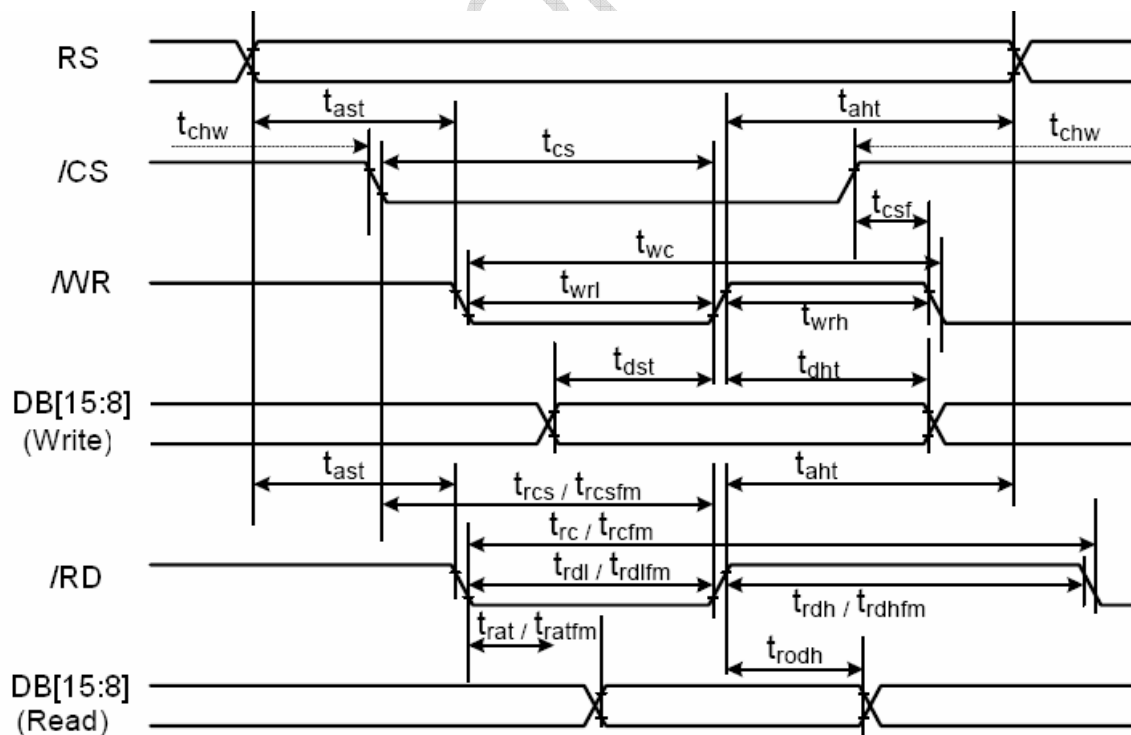 RS
t_ast t_aht
t_chw t_chw
t_cs
/CS
t_csf
t_wc
/WR
t_wrl
t_wrh
t_dst t_dht
DB[15:8]
(Write)
t_ast t_aht
t_rcs / t_rcsfm
t_rc / t_rcfm
/RD
t_rdl / t_rdlfm
t_rdh / t_rdhfm
t_rat / t_ratfm
t_rodh
DB[15:8]
(Read)